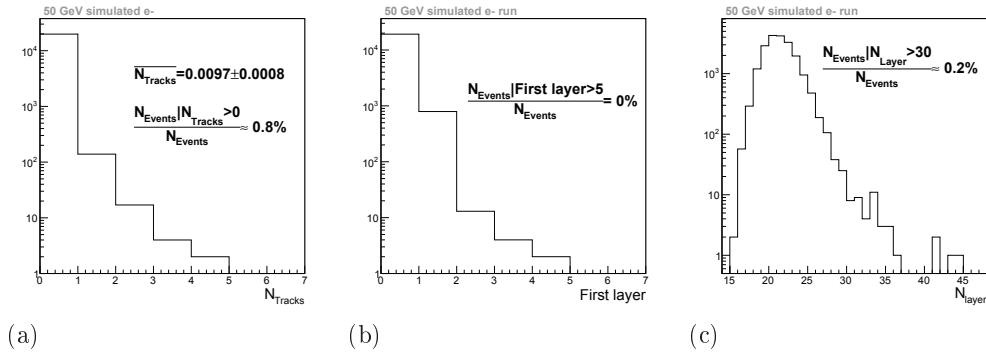 50 GeV simulated e-
10^4
10^3
10^2
10
1
0 1 2 3 4 5 6 7
N_Tracks
N_Tracks=0.0097±0.0008
N_Events|N_Tracks>0
N_Events
≈ 0.8%
(a)
50 GeV simulated e- run
10^4
10^3
10^2
10
1
0 1 2 3 4 5 6 7
First layer
N_Events|First layer>5
N_Events
= 0%
(b)
50 GeV simulated e- run
10^3
10^2
10
1
15 20 25 30 35 40 45
N_layer
N_Events|N_Layer>30
N_Events
≈ 0.2%
(c)